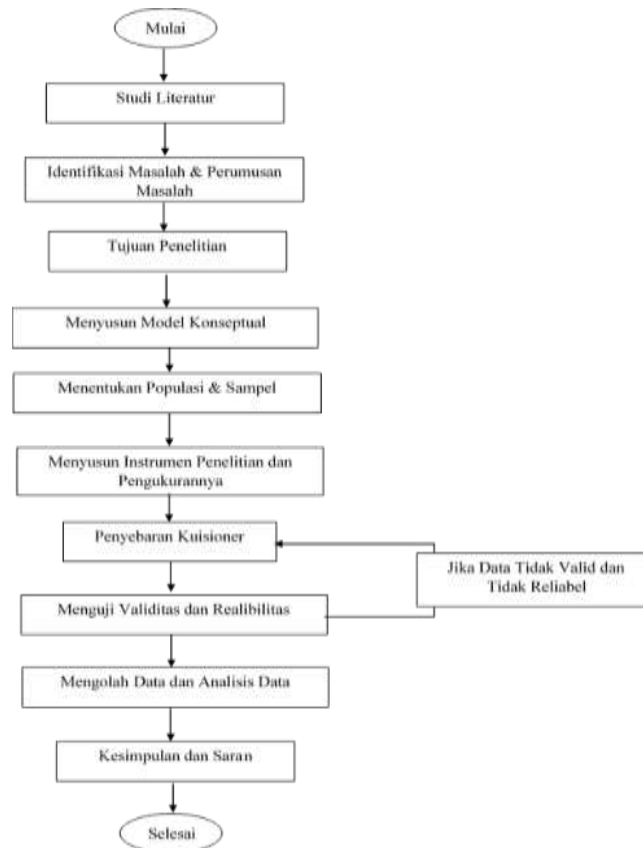 Mulai
Studi Literatur
Identifikasi Masalah & Perumusan
Masalah
Tujuan Penelitian
Menyusun Model Konseptual
Menentukan Populasi & Sampel
Menyusun Instrumen Penelitian dan
Pengukurannya
Penyebaran Kuisioner
Jika Data Tidak Valid dan
Tidak Reliabel
Menguji Validitas dan Realibilitas
Mengolah Data dan Analisis Data
Kesimpulan dan Saran
Selesai